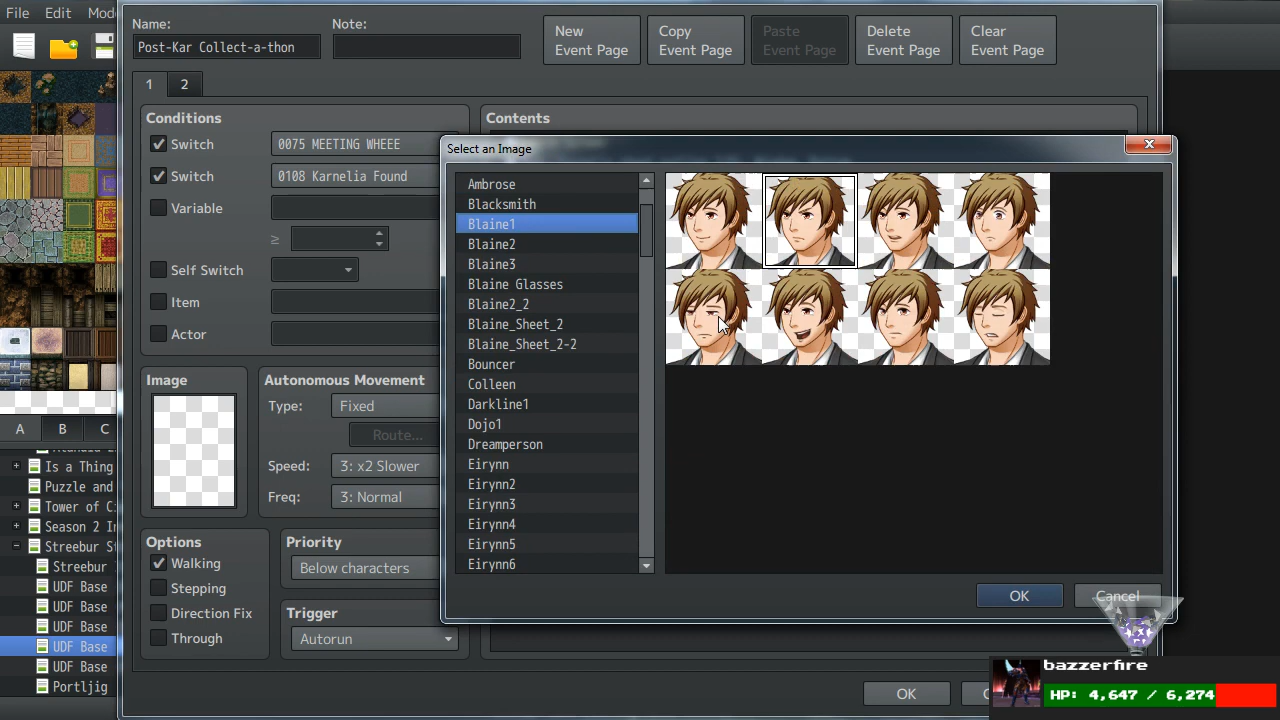 File Edit Mod
Name: Note:
Post-Kar Collect-a-thon
New Event Page
Copy Event Page
Paste Event Page
Delete Event Page
Clear Event Page
1 2
Conditions
Switch 0075 MEETING WHEEE
Switch 0108 Karnelia Found
Variable
≥
Self Switch
Item
Actor
Image
Autonomous Movement
Type: Fixed
Route...
Speed: 3: x2 Slower
Freq: 3: Normal
Options
Walking
Stepping
Direction Fix
Through
Priority
Below characters
Trigger
Autorun
Contents
Select an Image
Ambrose
Blacksmith
Blaine1
Blaine2
Blaine3
Blaine Glasses
Blaine2_2
Blaine_Sheet_2
Blaine_Sheet_2-2
Bouncer
Colleen
Darkline1
Dojo1
Dreamperson
Eirynn
Eirynn2
Eirynn3
Eirynn4
Eirynn5
Eirynn6
OK Cancel
OK
A B C
Is a Thing
Puzzle and
Tower of
Season 2
Streebur
Streebur
UDF Base
UDF Base
UDF Base
UDF Base
UDF Base
Portljig
bazzerfire
HP: 4,647 / 6,274